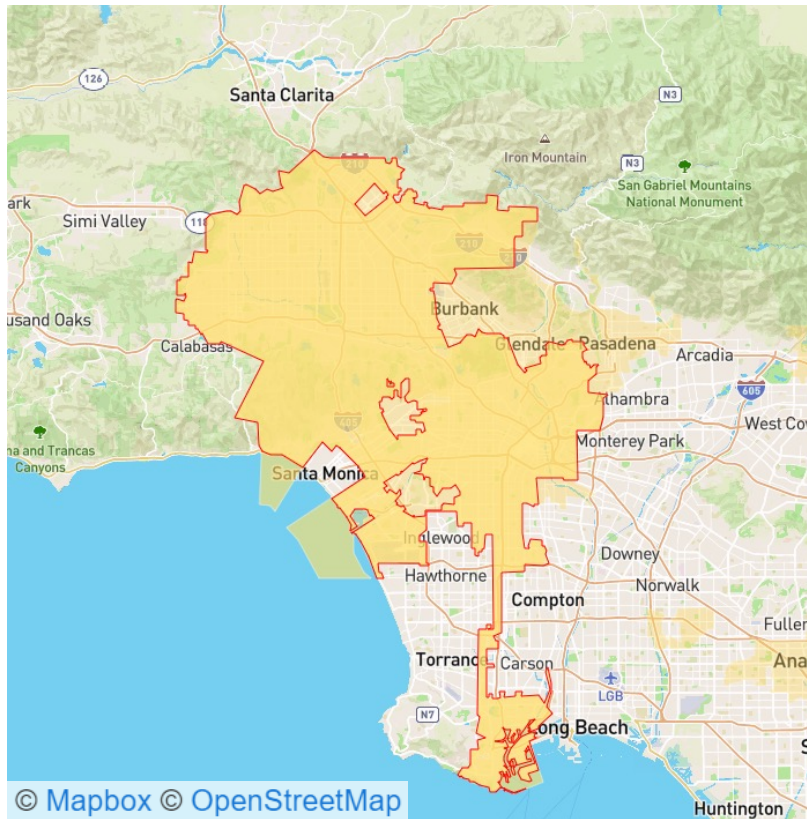 126
Santa Clarita
N3
Iron Mountain
N3
San Gabriel Mountains
National Monument
ark
Simi Valley
118
210
210
Burbank
usand Oaks
Calabasas
Glendale
Pasadena
Arcadia
605
Alhambra
West Cov
na and Trancas
Canyons
Monterey Park
405
Santa Monica
Inglewood
Downey
Hawthorne
Norwalk
Compton
Fuller
Torrance
Carson
Ana
LGB
N7
Long Beach
S
Huntington
© Mapbox © OpenStreetMap